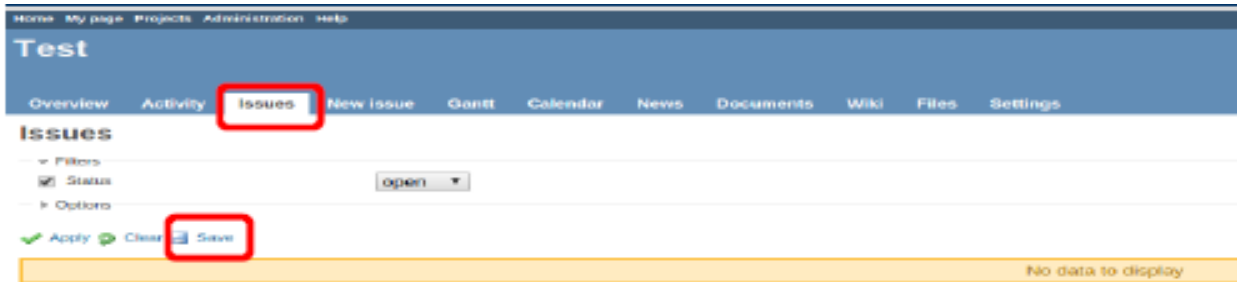 Home My page Projects Administration Help
Test
Overview Activity Issues New issue Gantt Calendar News Documents Wiki Files Settings
Issues
Filters
Status open
Options
Apply Clear Save
No data to display